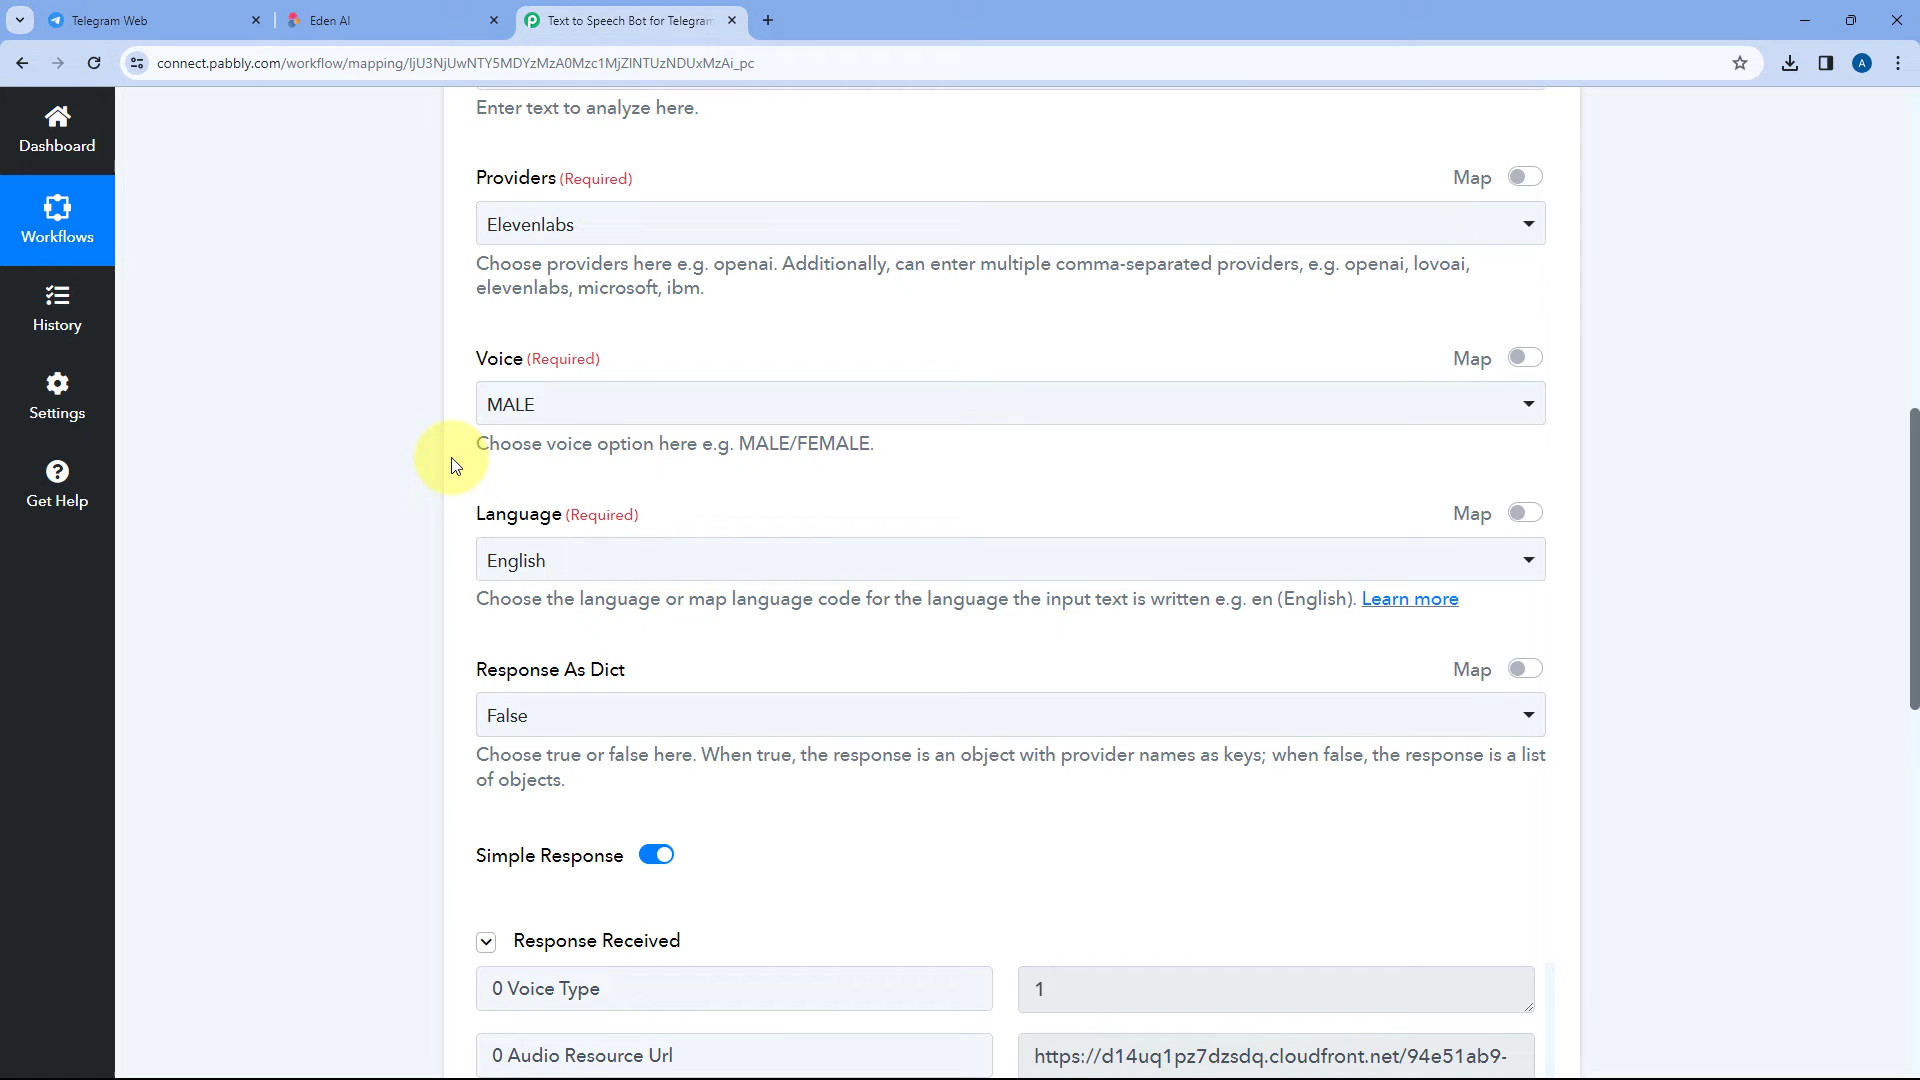 Telegram Web
Eden AI
Text to Speech Bot for Telegram
connect.pabbly.com/workflow/mapping/IjU3NjUwNTY5MDYzMzA0Mzc1MjZlNTUzNDUxMzAi_pc
A
Dashboard
Workflows
History
Settings
Get Help
Enter text to analyze here.
Providers (Required)
Map
Elevenlabs
Choose providers here e.g. openai. Additionally, can enter multiple comma-separated providers, e.g. openai, lovoai,
elevenlabs, microsoft, ibm.
Voice (Required)
Map
MALE
Choose voice option here e.g. MALE/FEMALE.
Language (Required)
Map
English
Choose the language or map language code for the language the input text is written e.g. en (English). Learn more
Response As Dict
Map
False
Choose true or false here. When true, the response is an object with provider names as keys; when false, the response is a list
of objects.
Simple Response
Response Received
0 Voice Type
1
0 Audio Resource Url
https://d14uq1pz7dzsdq.cloudfront.net/94e51ab9-